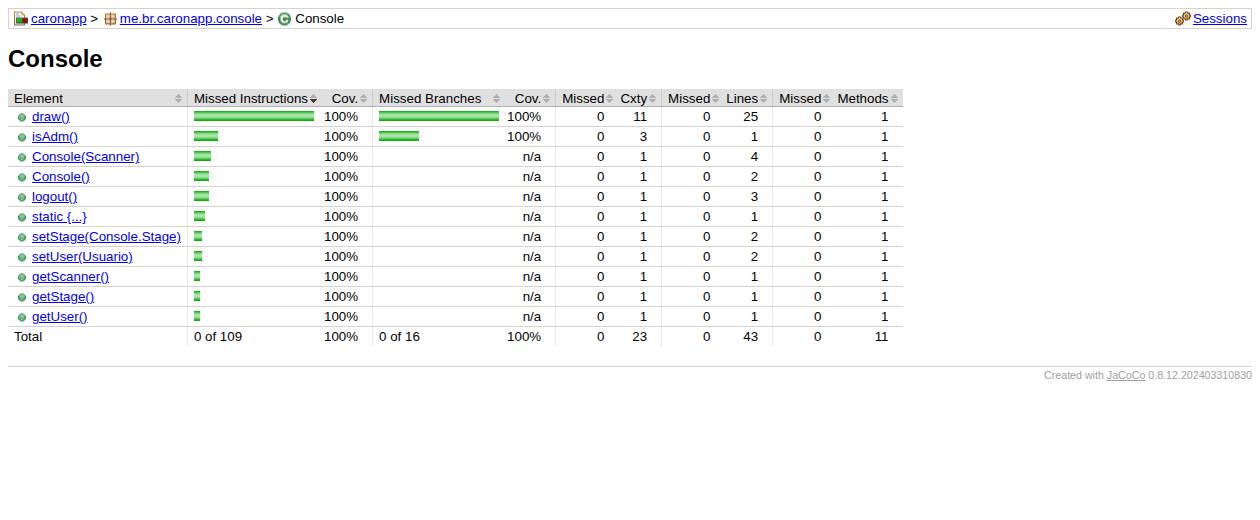 caronapp > me.br.caronapp.console > Console Sessions
Console
Element Missed Instructions Cov. Missed Branches Cov. Missed Cxty Missed Lines Missed Methods
draw() 100% 100% 0 11 0 25 0 1
isAdm() 100% 100% 0 3 0 1 0 1
Console(Scanner) 100% n/a 0 1 0 4 0 1
Console() 100% n/a 0 1 0 2 0 1
logout() 100% n/a 0 1 0 3 0 1
static {...} 100% n/a 0 1 0 1 0 1
setStage(Console.Stage) 100% n/a 0 1 0 2 0 1
setUser(Usuario) 100% n/a 0 1 0 2 0 1
getScanner() 100% n/a 0 1 0 1 0 1
getStage() 100% n/a 0 1 0 1 0 1
getUser() 100% n/a 0 1 0 1 0 1
Total 0 of 109 100% 0 of 16 100% 0 23 0 43 0 11
Created with JaCoCo 0.8.12.202403310830